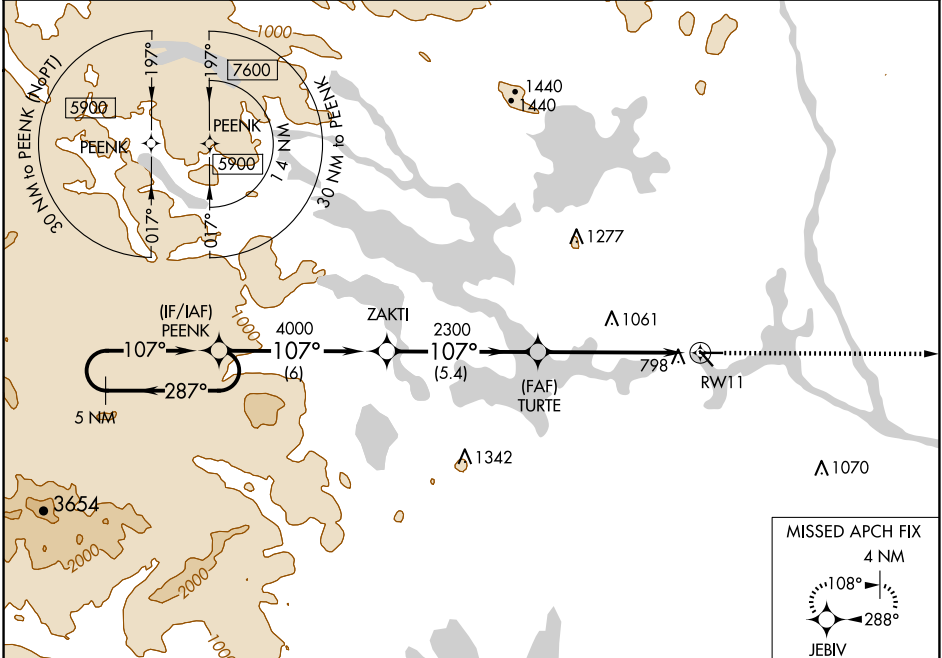 1000
30 NM to PEENK (NoPT)
197°
197°
7600
5900
PEENK
PEENK
5900
14 NM
30 NM to PEENK
017°
017°
1440
1440
1277
1061
(IF/IAF)
PEENK
1000
107°
287°
5 NM
4000
107°
(6)
ZAKTI
2300
107°
(5.4)
(FAF)
TURTE
798
RW11
1342
1070
3654
2000
2000
1000
MISSED APCH FIX
4 NM
108°
288°
JEBIV